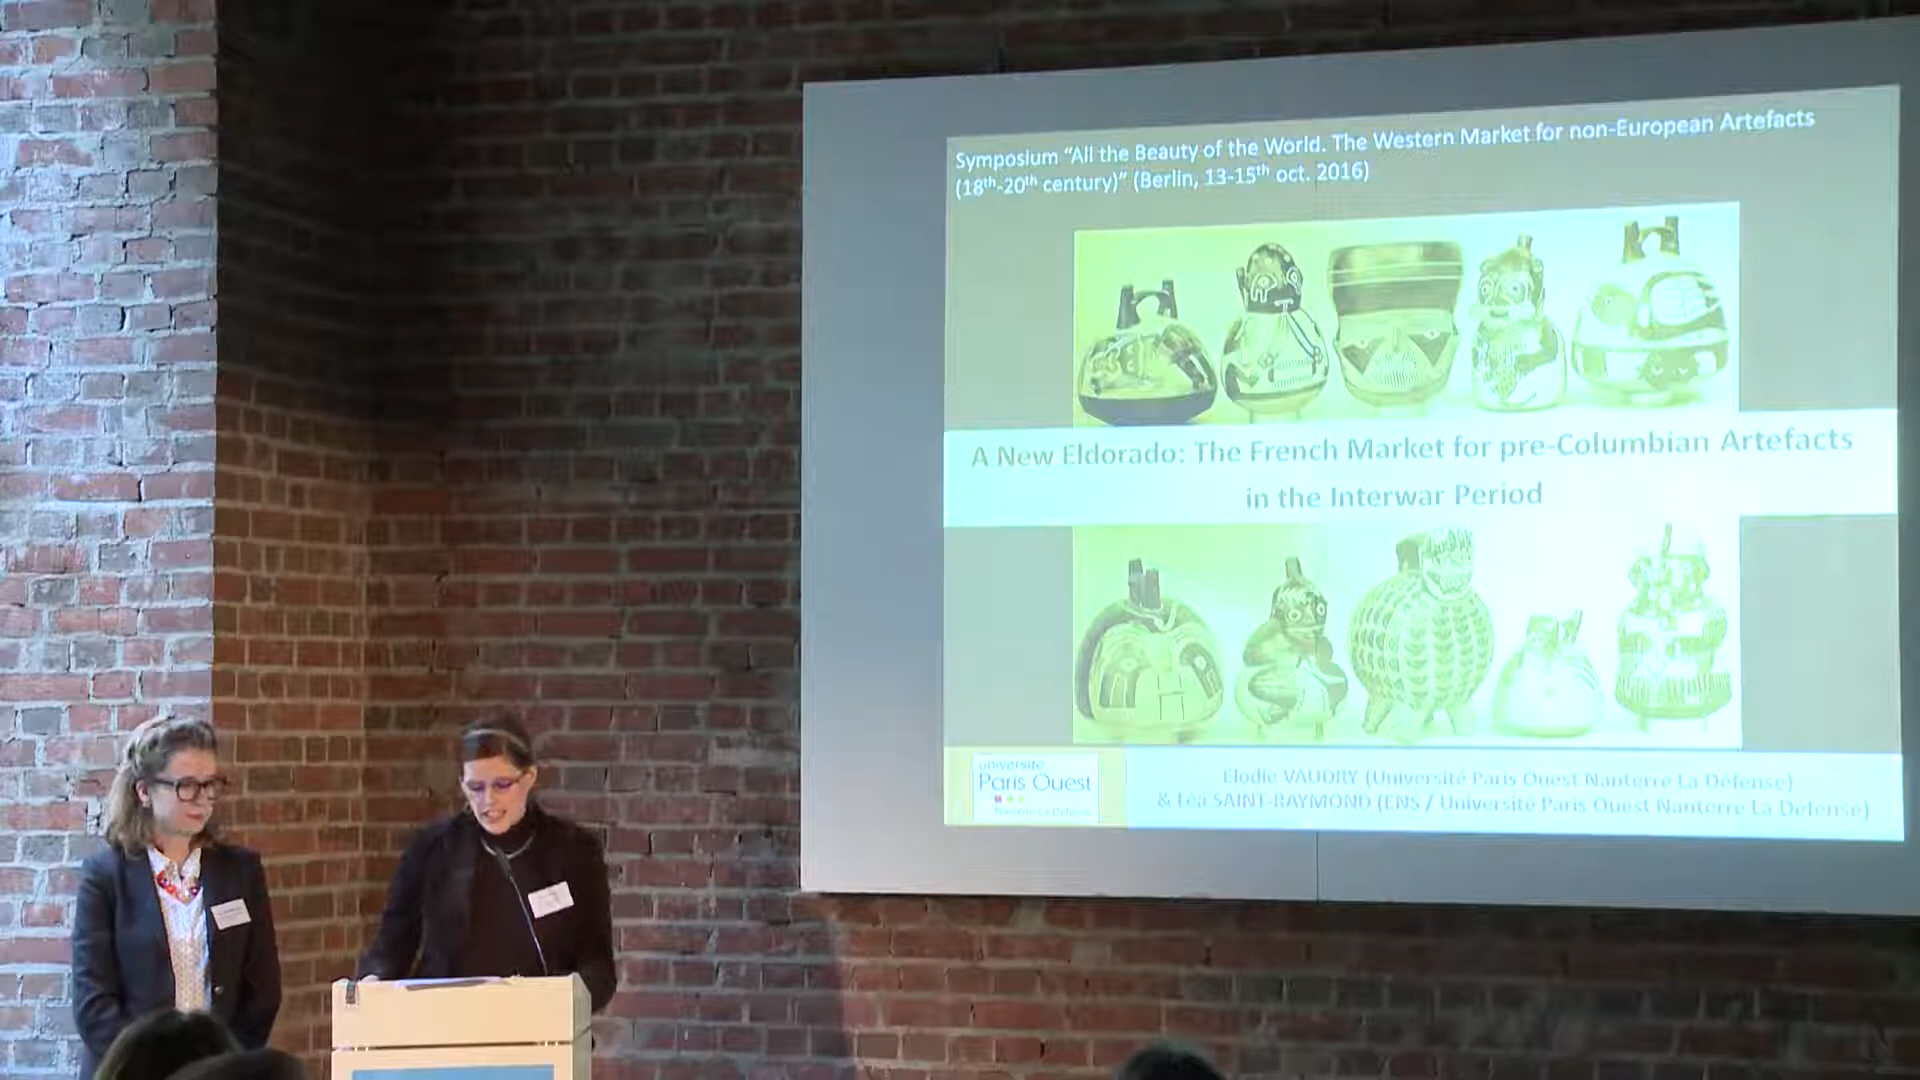 Symposium “All the Beauty of the World. The Western Market for non-European Artefacts
(18th-20th century)” (Berlin, 13-15th oct. 2016)
A New Eldorado: The French Market for pre-Columbian Artefacts
in the Interwar Period
université
Paris Ouest
Nanterre La Défense
Elodie VAUDRY (Université Paris Ouest Nanterre La Défense)
& Léa SAINT-RAYMOND (ENS / Université Paris Ouest Nanterre La Défense)